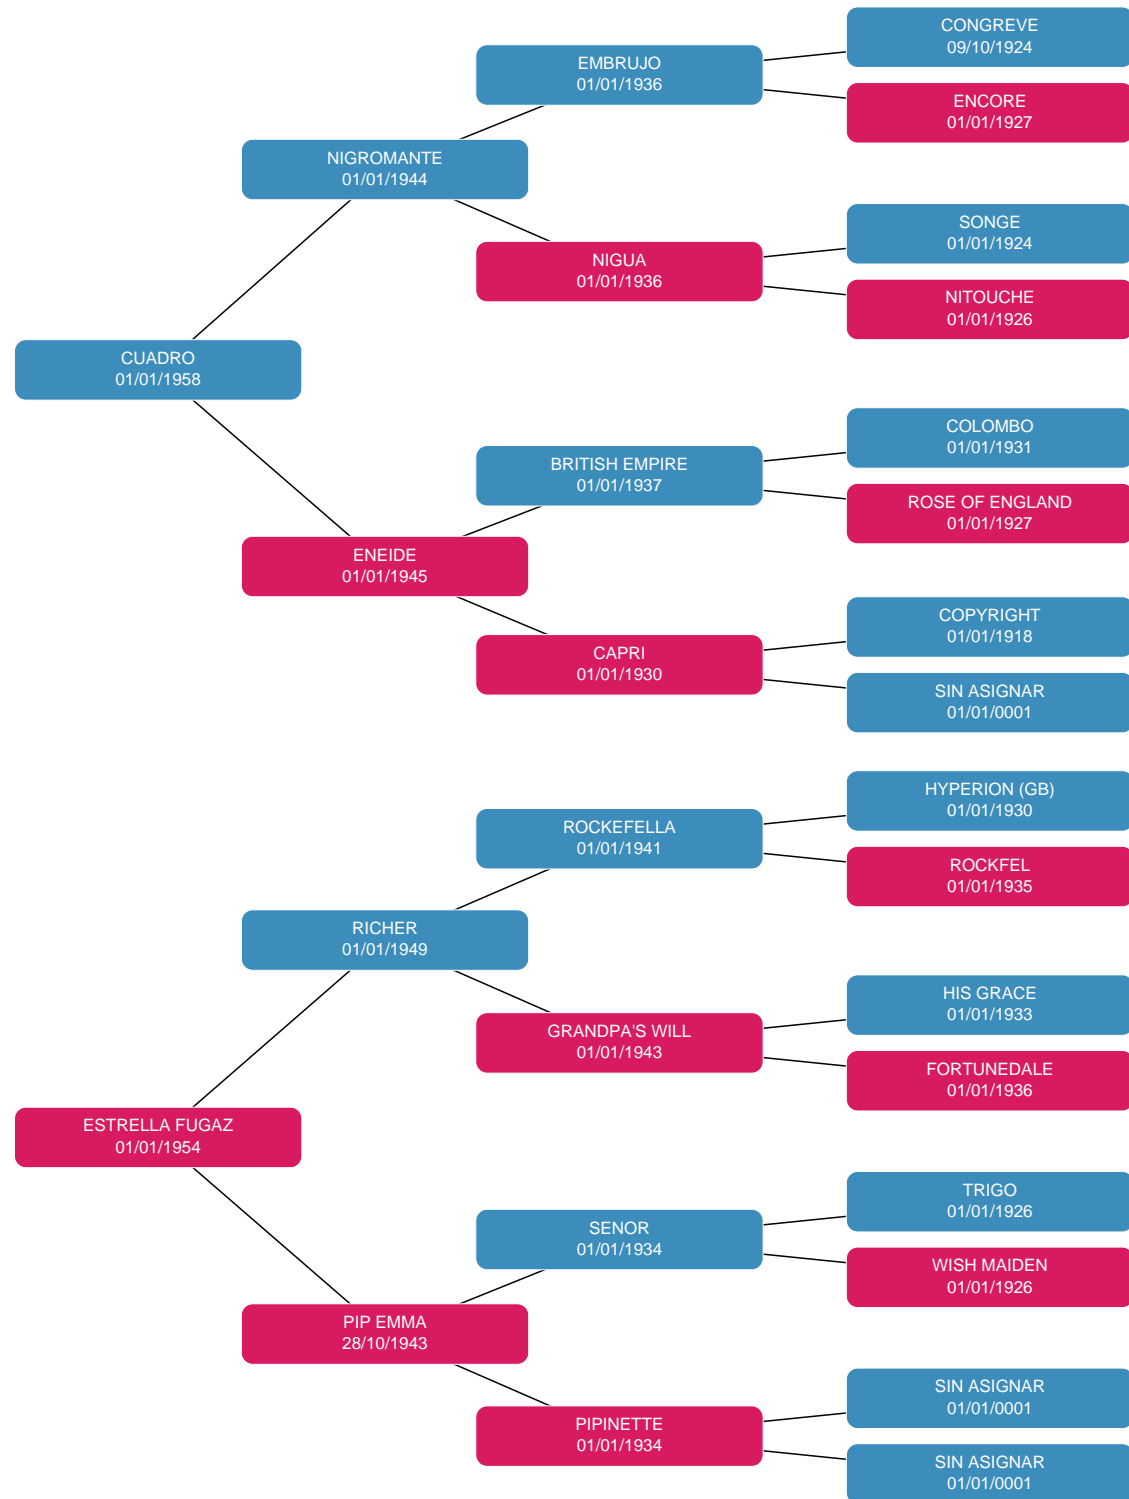 CONGREVE
09/10/1924
EMBRUJO
01/01/1936
ENCORE
01/01/1927
NIGROMANTE
01/01/1944
SONGE
01/01/1924
NIGUA
01/01/1936
NITOUCHE
01/01/1926
CUADRO
01/01/1958
COLOMBO
01/01/1931
BRITISH EMPIRE
01/01/1937
ROSE OF ENGLAND
01/01/1927
ENEIDE
01/01/1945
COPYRIGHT
01/01/1918
CAPRI
01/01/1930
SIN ASIGNAR
01/01/0001
HYPERION (GB)
01/01/1930
ROCKEFELLA
01/01/1941
ROCKFEL
01/01/1935
RICHER
01/01/1949
HIS GRACE
01/01/1933
GRANDPA'S WILL
01/01/1943
FORTUNEDALE
01/01/1936
ESTRELLA FUGAZ
01/01/1954
TRIGO
01/01/1926
SENOR
01/01/1934
WISH MAIDEN
01/01/1926
PIP EMMA
28/10/1943
SIN ASIGNAR
01/01/0001
PIPINETTE
01/01/1934
SIN ASIGNAR
01/01/0001